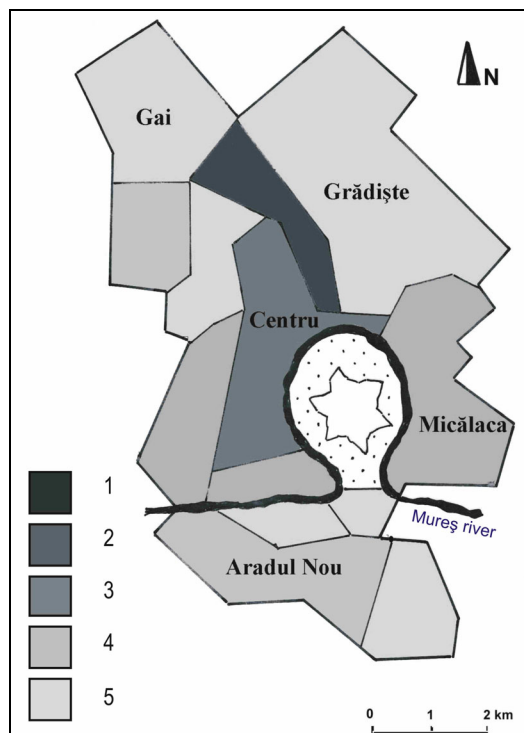 N
Gai
Grădişte
Centru
Micălaca
1
2
3
4
5
Mureş river
Aradul Nou
0 1 2 km